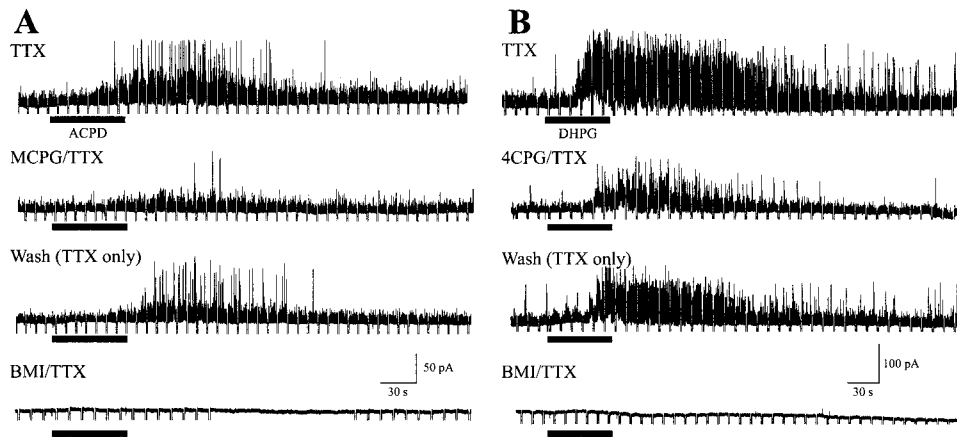 A
TTX
ACPD
MCPG/TTX
Wash (TTX only)
BMI/TTX
50 pA
30 s
B
TTX
DHPG
4CPG/TTX
Wash (TTX only)
BMI/TTX
100 pA
30 s